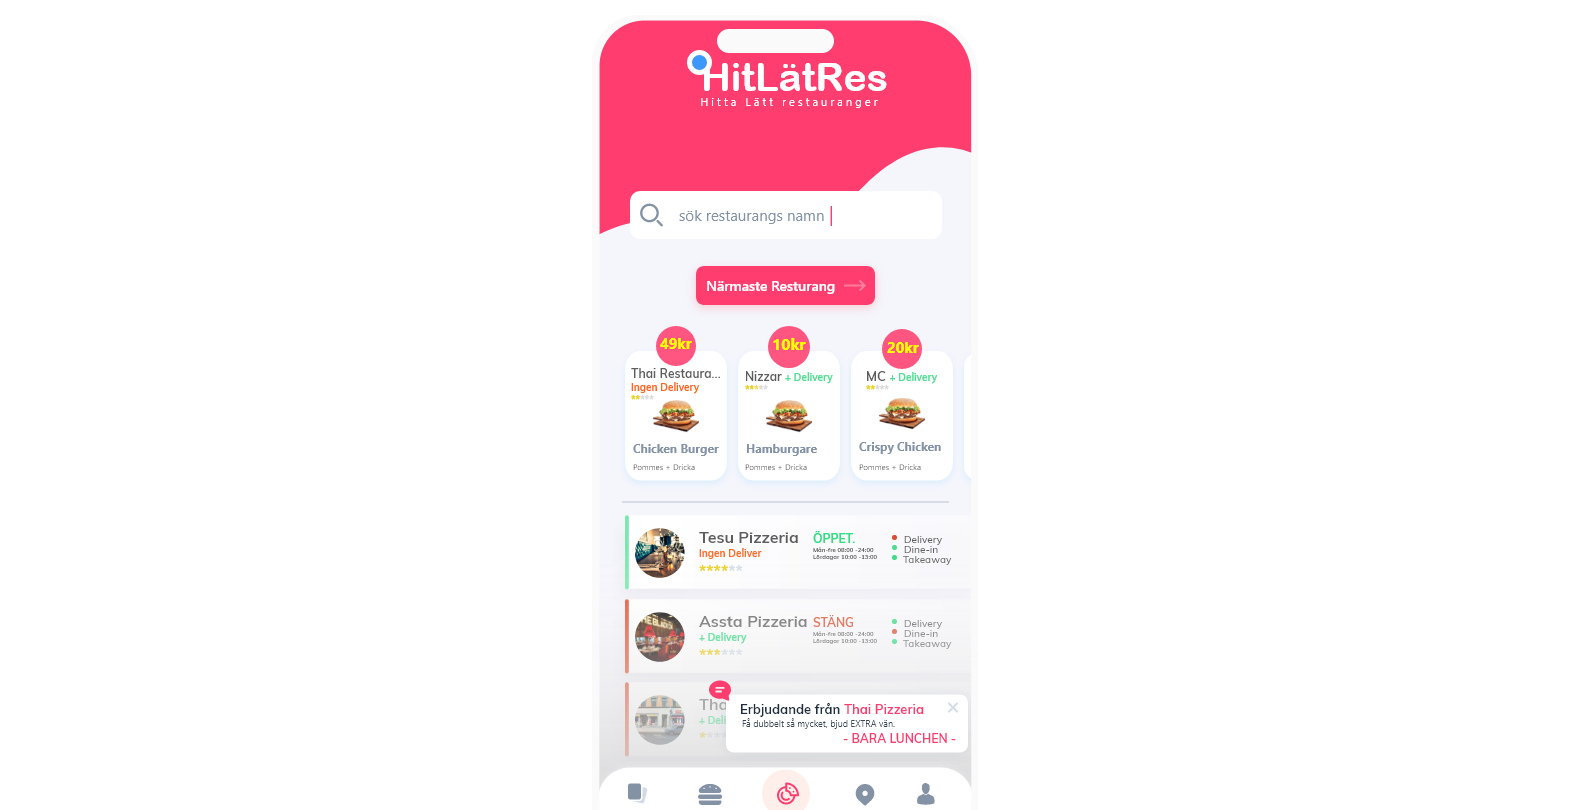 HitLätRes
Hitta Lätt restauranger
sök restaurangs namn
Närmaste Resturang
49kr
Thai Restaura...
Ingen Delivery
Chicken Burger
Pommes + Dricka
10kr
Nizzar + Delivery
Hamburgare
Pommes + Dricka
20kr
MC + Delivery
Crispy Chicken
Pommes + Dricka
Tesu Pizzeria
Ingen Deliver
ÖPPET.
Mån-fre 08:00 -24:00
Lördagar 10:00 -13:00
Delivery
Dine-in
Takeaway
Assta Pizzeria
+ Delivery
STÄNG
Mån-fre 08:00 -24:00
Lördagar 10:00 -13:00
Delivery
Dine-in
Takeaway
Tha
+ Deli
Erbjudande från Thai Pizzeria
Få dubbelt så mycket, bjud EXTRA vän.
- BARA LUNCHEN -